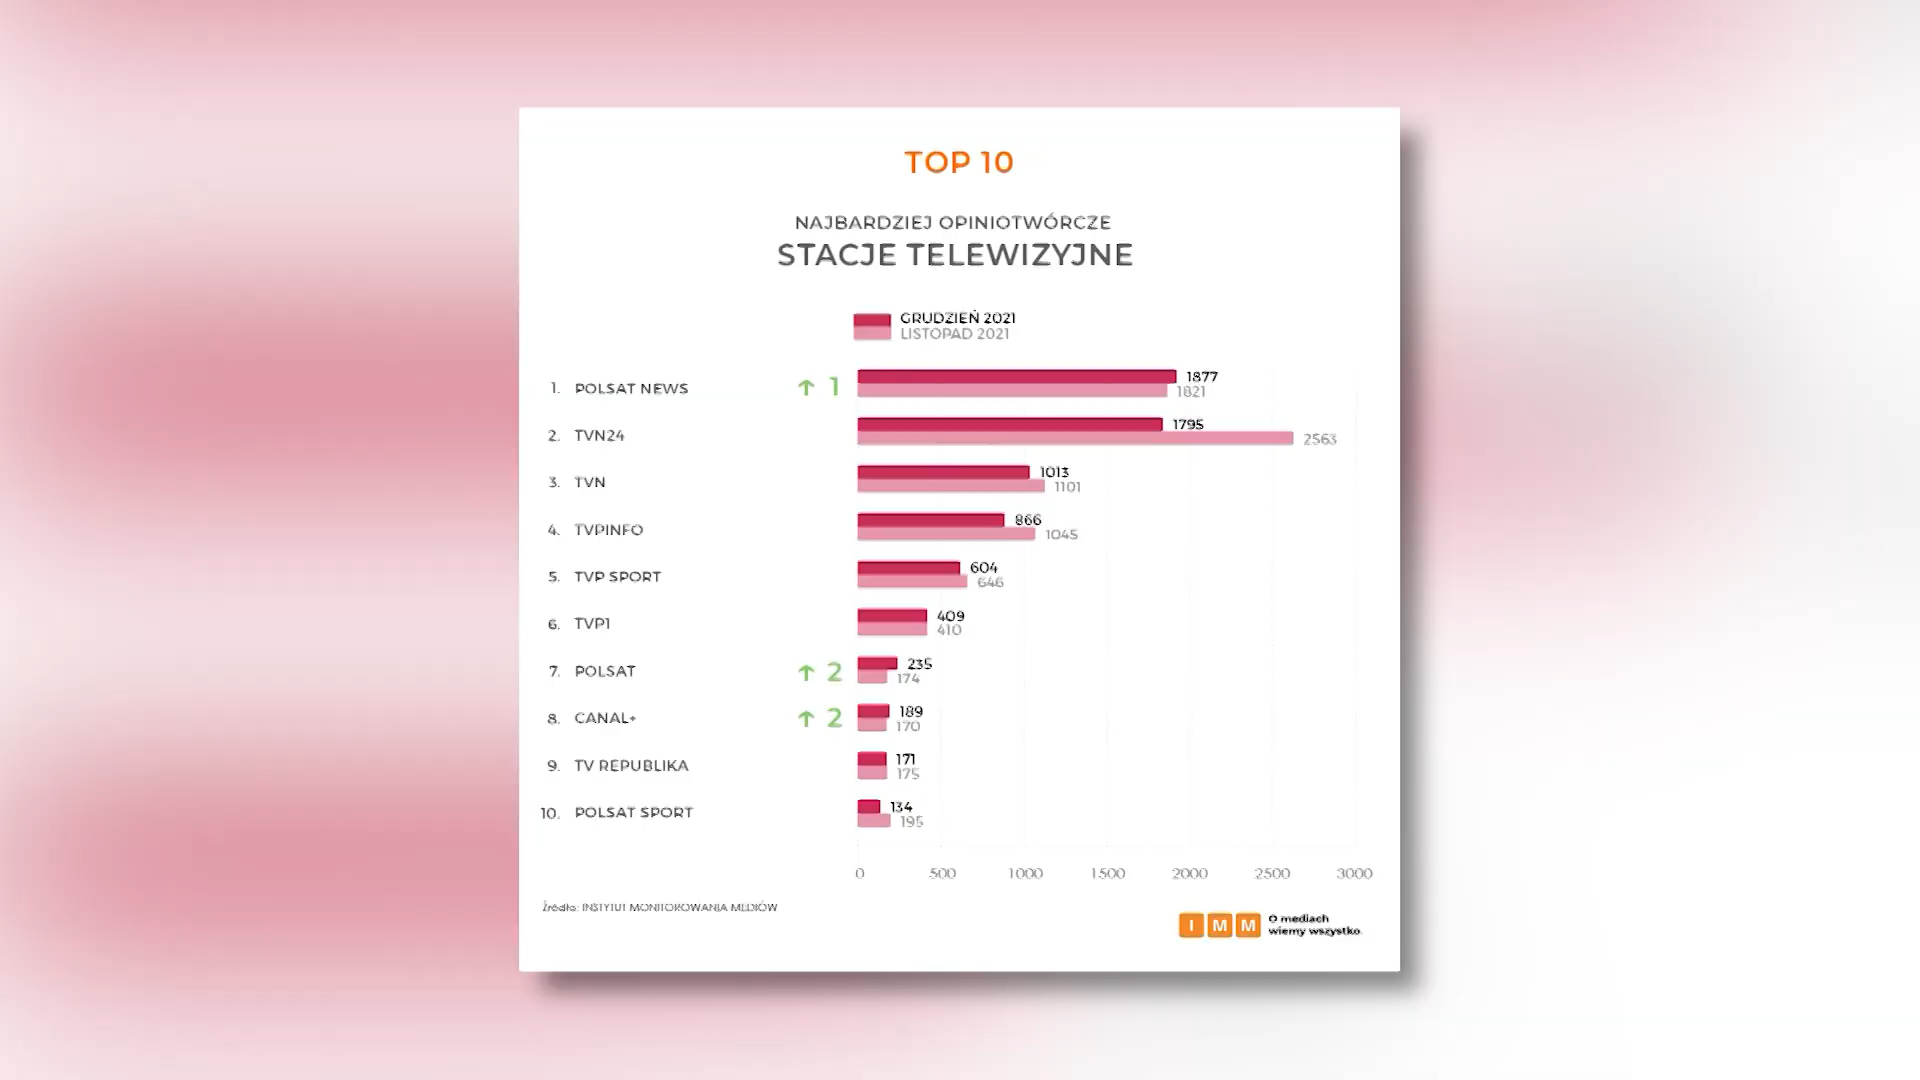 TOP 10
NAJBARDZIEJ OPINIOTWÓRCZE
STACJE TELEWIZYJNE
GRUDZIEŃ 2021
LISTOPAD 2021
1. POLSAT NEWS ↑ 1 1877
1821
2. TVN24 1795
2563
3. TVN 1013
1101
4. TVPINFO 866
1045
5. TVP SPORT 604
646
6. TVP1 409
410
7. POLSAT ↑ 2 235
174
8. CANAL+ ↑ 2 189
170
9. TV REPUBLIKA 171
175
10. POLSAT SPORT 134
195
0 500 1000 1500 2000 2500 3000
Źródło: INSTYTUT MONITOROWANIA MEDIÓW
IMM O mediach
wiemy wszystko